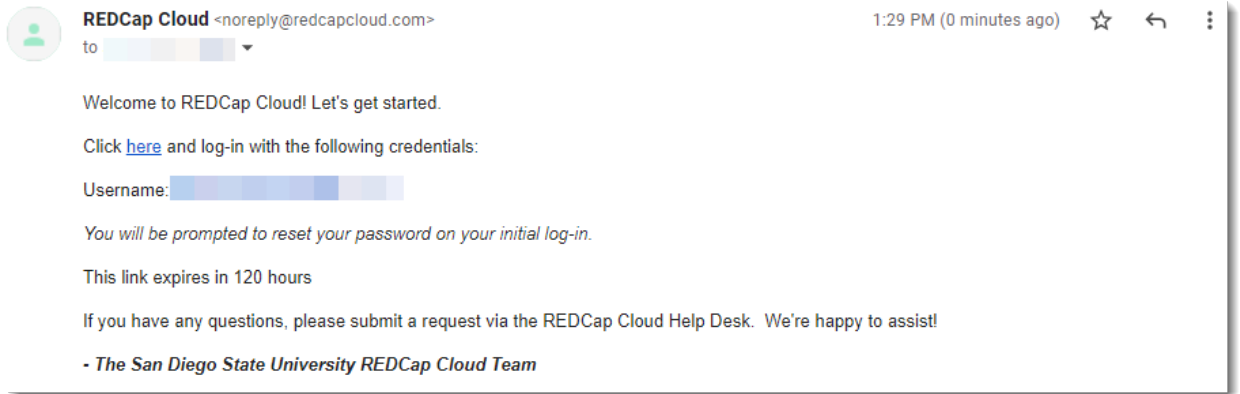 REDCap Cloud <noreply@redcapcloud.com> 1:29 PM (0 minutes ago)
to
Welcome to REDCap Cloud! Let's get started.
Click here and log-in with the following credentials:
Username:
You will be prompted to reset your password on your initial log-in.
This link expires in 120 hours
If you have any questions, please submit a request via the REDCap Cloud Help Desk.  We're happy to assist!
- The San Diego State University REDCap Cloud Team